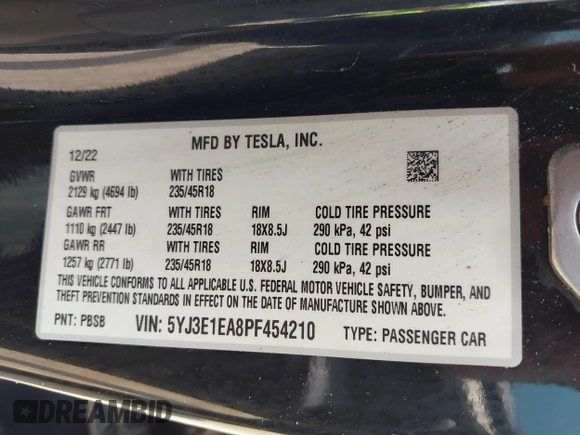 MFD BY TESLA, INC.
12/22
GVWR WITH TIRES
2129 kg (4694 lb) 235/45R18
GAWR FRT WITH TIRES RIM COLD TIRE PRESSURE
1110 kg (2447 lb) 235/45R18 18X8.5J 290 kPa, 42 psi
GAWR RR WITH TIRES RIM COLD TIRE PRESSURE
1257 kg (2771 lb) 235/45R18 18X8.5J 290 kPa, 42 psi
THIS VEHICLE CONFORMS TO ALL APPLICABLE U.S. FEDERAL MOTOR VEHICLE SAFETY, BUMPER, AND
THEFT PREVENTION STANDARDS IN EFFECT ON THE DATE OF MANUFACTURE SHOWN ABOVE.
PNT: PBSB VIN: 5YJ3E1EA8PF454210 TYPE: PASSENGER CAR
DREAMBID